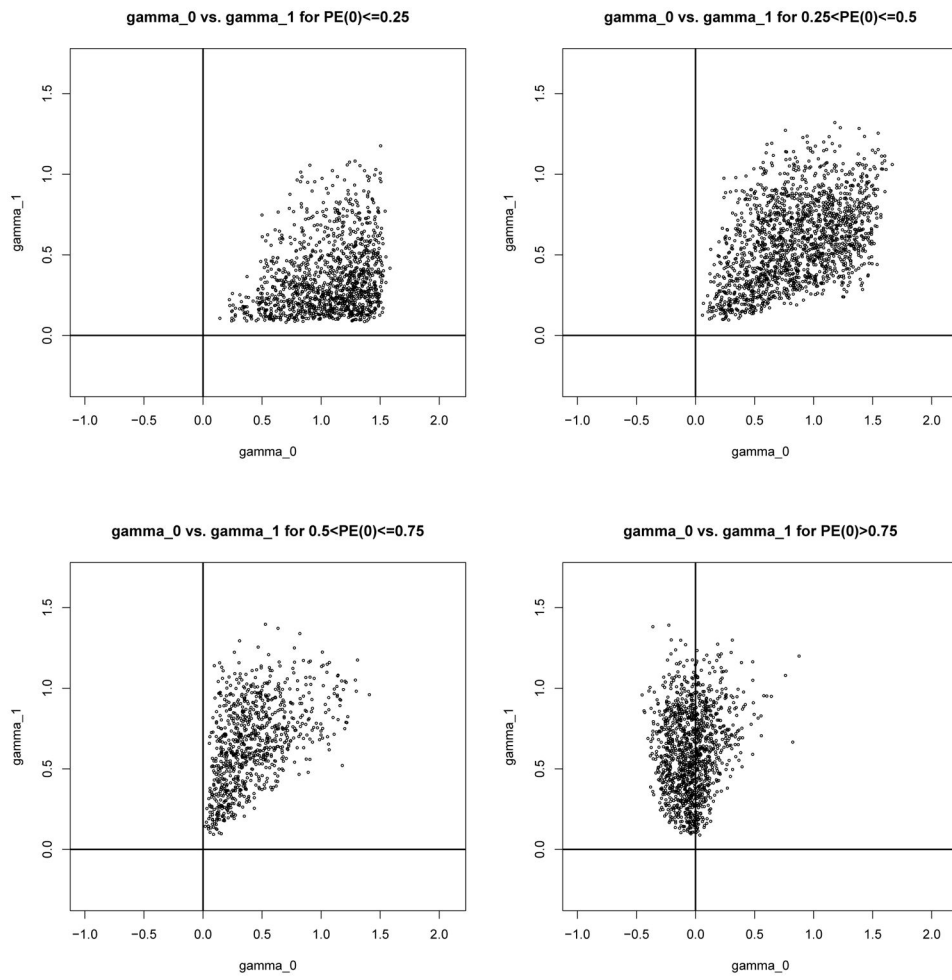 gamma_0 vs. gamma_1 for PE(0)<=0.25
gamma_1
0.0 0.5 1.0 1.5
−1.0 −0.5 0.0 0.5 1.0 1.5 2.0
gamma_0
gamma_0 vs. gamma_1 for 0.25<PE(0)<=0.5
gamma_1
0.0 0.5 1.0 1.5
−1.0 −0.5 0.0 0.5 1.0 1.5 2.0
gamma_0
gamma_0 vs. gamma_1 for 0.5<PE(0)<=0.75
gamma_1
0.0 0.5 1.0 1.5
−1.0 −0.5 0.0 0.5 1.0 1.5 2.0
gamma_0
gamma_0 vs. gamma_1 for PE(0)>0.75
gamma_1
0.0 0.5 1.0 1.5
−1.0 −0.5 0.0 0.5 1.0 1.5 2.0
gamma_0